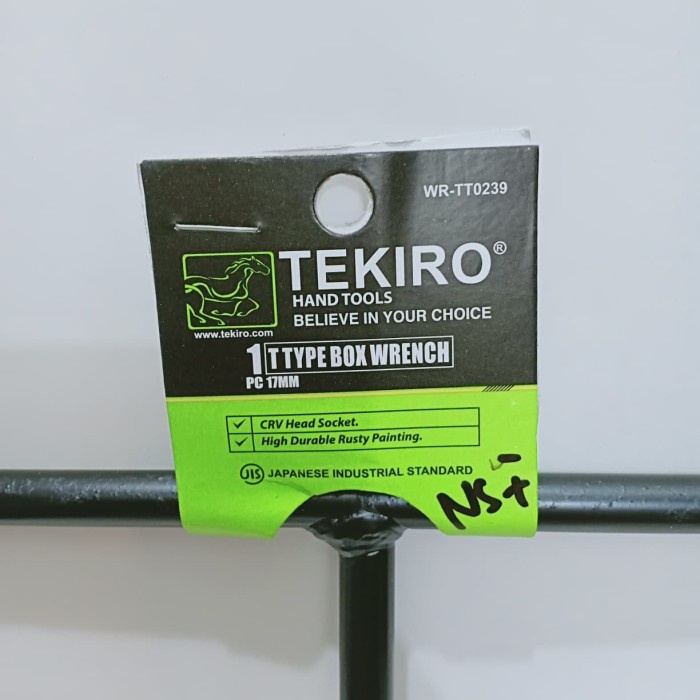 WR-TT0239
TEKIRO®
HAND TOOLS
BELIEVE IN YOUR CHOICE
www.tekiro.com
1 T TYPE BOX WRENCH
PC 17MM
CRV Head Socket.
High Durable Rusty Painting.
JIS JAPANESE INDUSTRIAL STANDARD